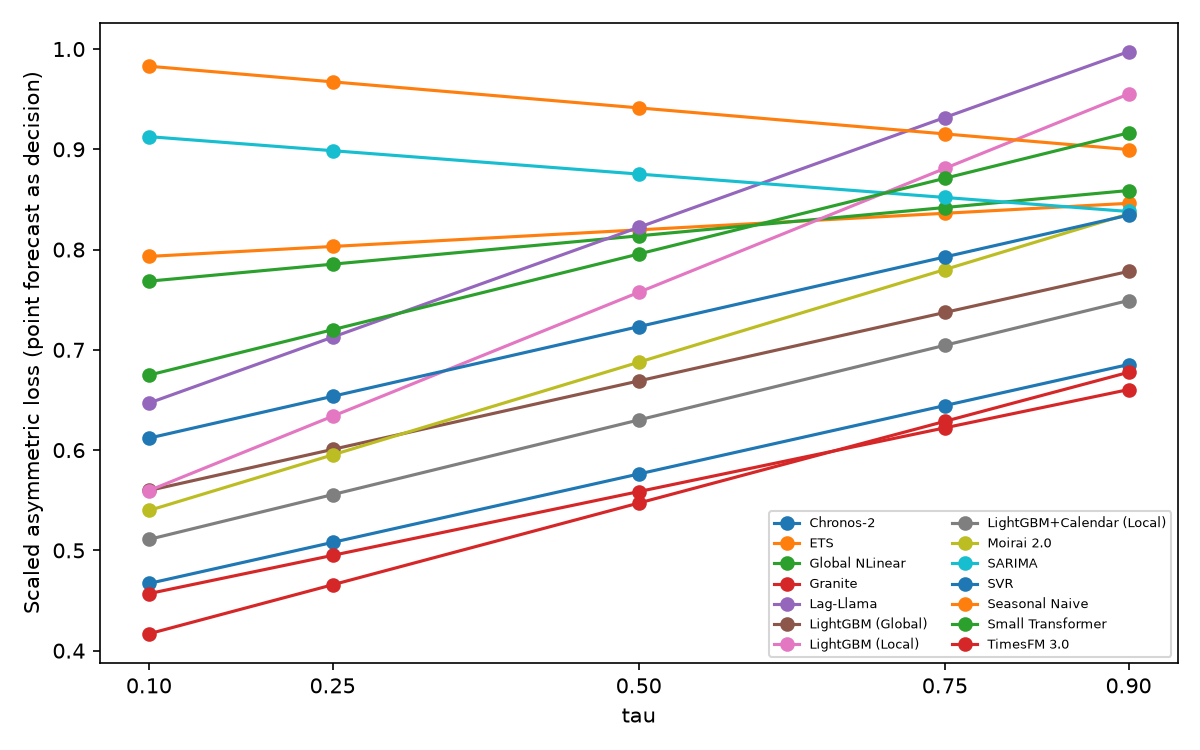 1.0
0.9
0.8
0.7
0.6
0.5
0.4
Scaled asymmetric loss (point forecast as decision)
0.10 0.25 0.50 0.75 0.90
tau
Chronos-2
ETS
Global NLinear
Granite
Lag-Llama
LightGBM (Global)
LightGBM (Local)
LightGBM+Calendar (Local)
Moirai 2.0
SARIMA
SVR
Seasonal Naive
Small Transformer
TimesFM 3.0